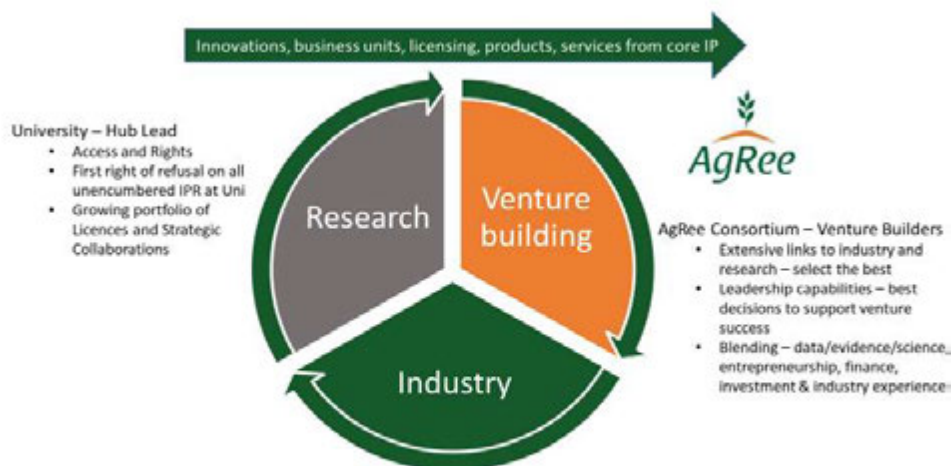 Innovations, business units, licensing, products, services from core IP
University – Hub Lead
• Access and Rights
• First right of refusal on all
unencumbered IPR at Uni
• Growing portfolio of
Licences and Strategic
Collaborations
Research
Venture
building
Industry
AgRee
AgRee Consortium – Venture Builders
• Extensive links to industry and
research – select the best
• Leadership capabilities – best
decisions to support venture
success
• Blending – data/evidence/science,
entrepreneurship, finance,
investment & industry experience